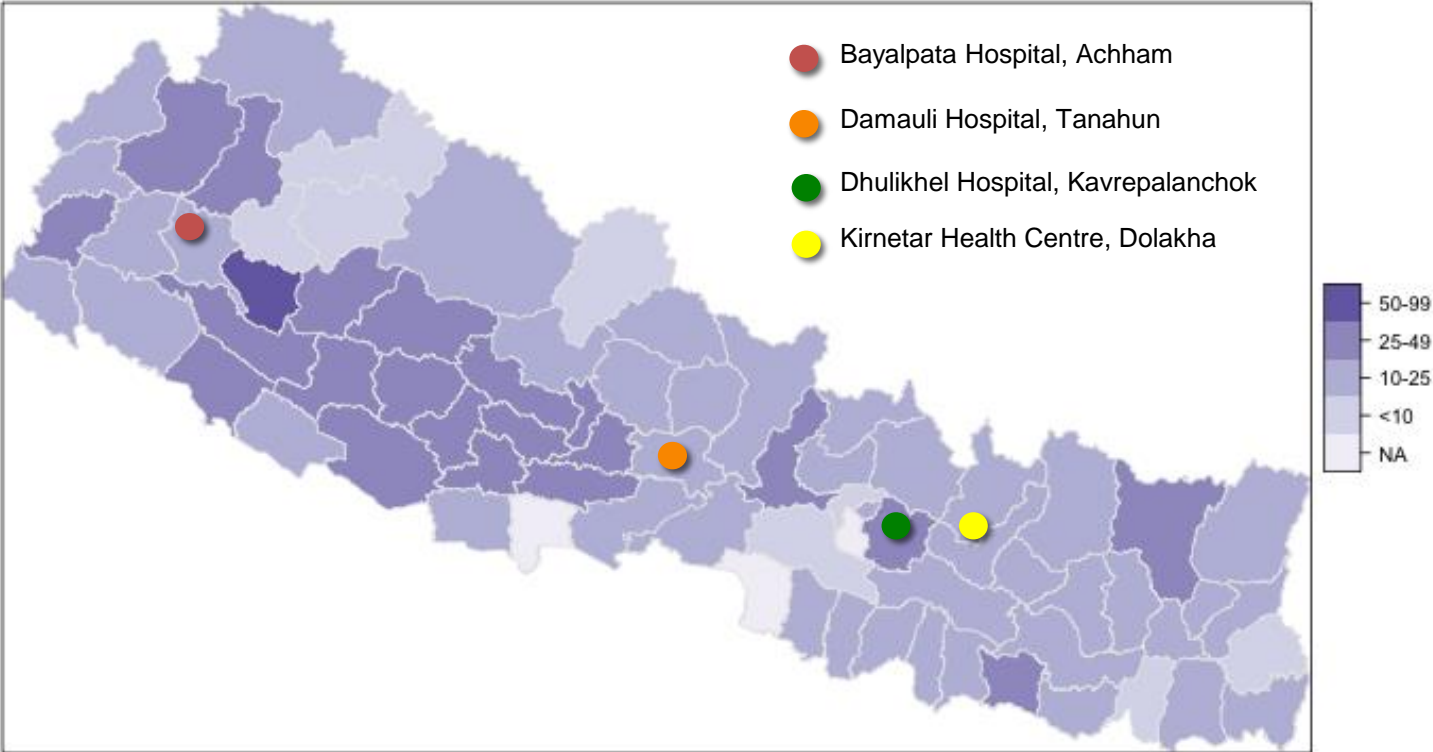 Bayalpata Hospital, Achham
Damauli Hospital, Tanahun
Dhulikhel Hospital, Kavrepalanchok
Kirnetar Health Centre, Dolakha
50-99
25-49
10-25
<10
NA